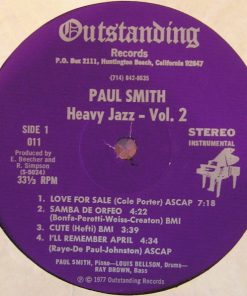 Outstanding
Records
P.O. Box 2111, Huntington Beach, California 92647
(714) 842-8635
PAUL SMITH
Heavy Jazz - Vol. 2
SIDE 1
011
Produced by
E. Beecher and
R. Simpson
(S-5024)
33⅓ RPM
STEREO
INSTRUMENTAL
1. LOVE FOR SALE (Cole Porter) ASCAP 7:18
2. SAMBA DE ORFEO 4:22
(Bonfa-Peretti-Weiss-Creaton) BMI
3. CUTE (Hefti) BMI 3:39
4. I'LL REMEMBER APRIL 4:34
(Raye-De Paul-Johnston) ASCAP
PAUL SMITH, Piano—LOUIS BELLSON, Drums—
RAY BROWN, Bass
℗ © 1977 Outstanding Records